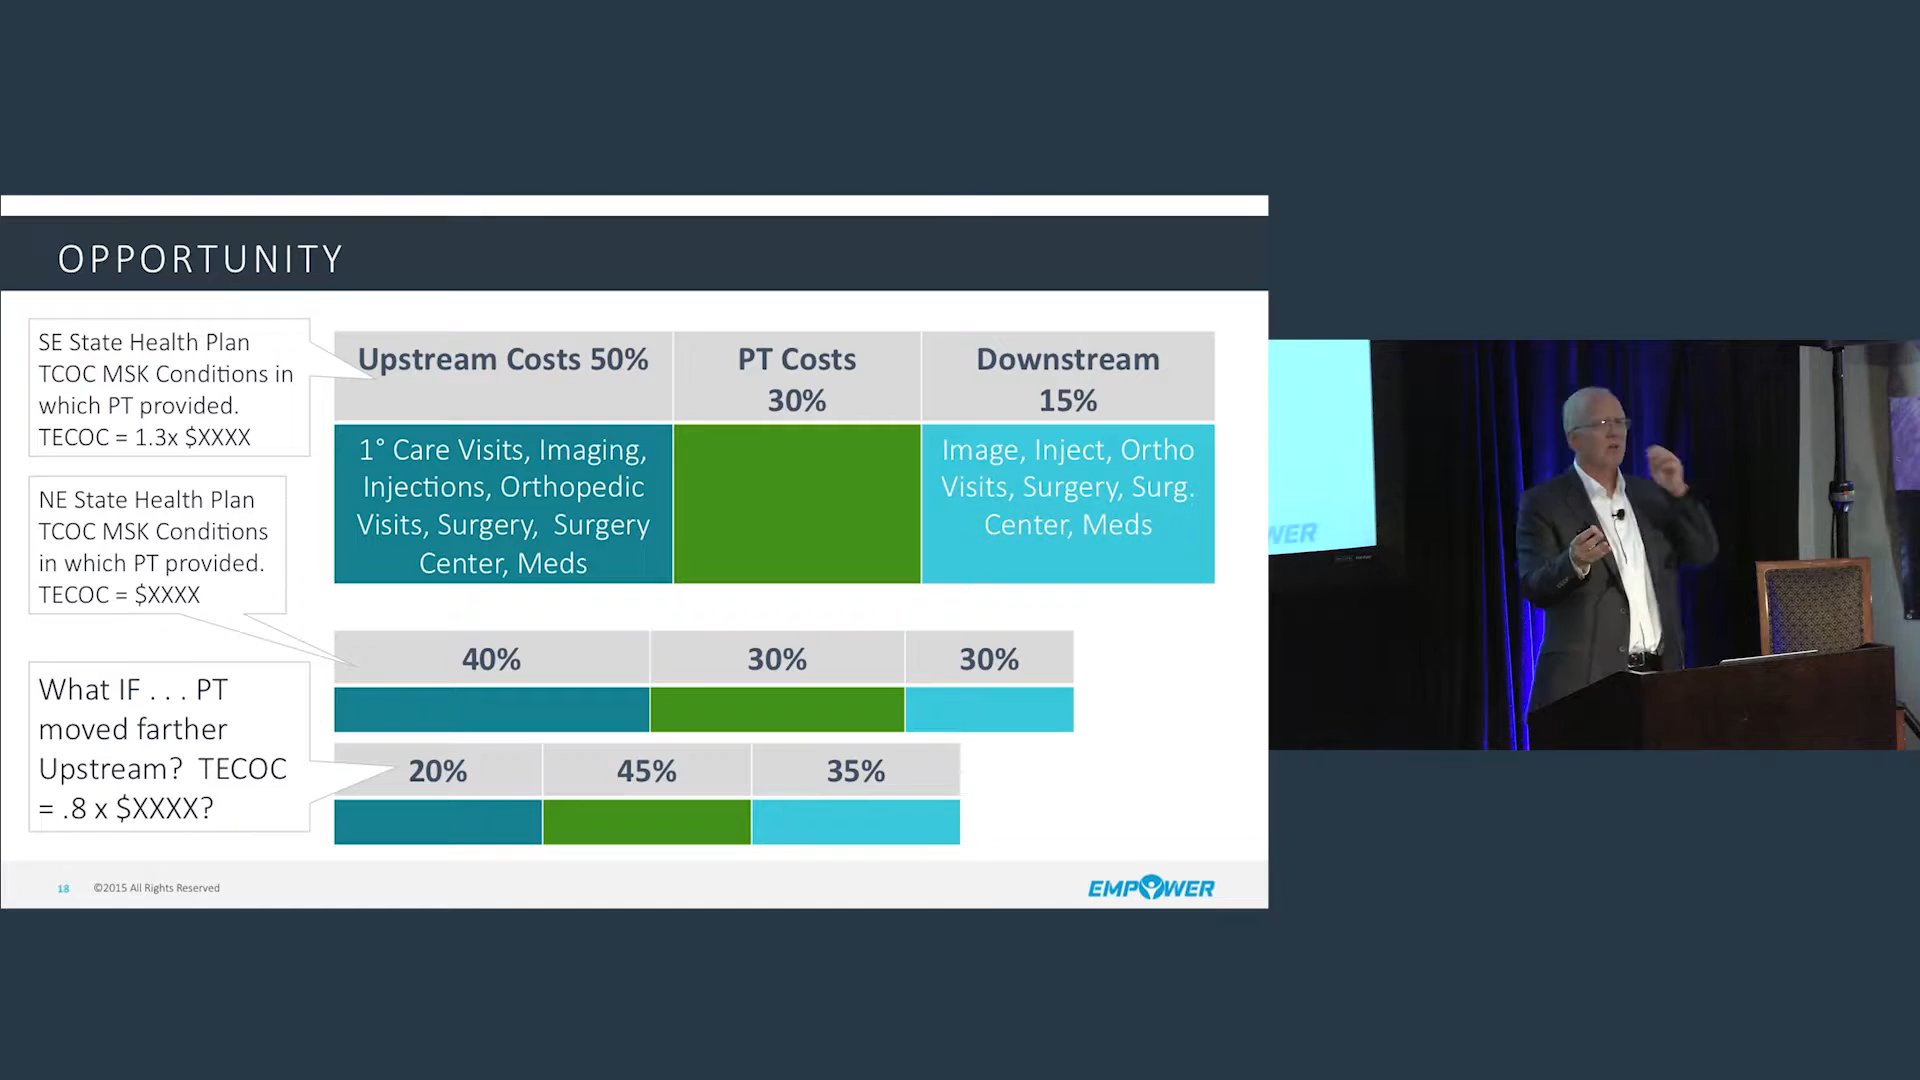 OPPORTUNITY
SE State Health Plan
TCOC MSK Conditions in
which PT provided.
TECOC = 1.3x $XXXX
Upstream Costs 50%
PT Costs
30%
Downstream
15%
1° Care Visits, Imaging,
Injections, Orthopedic
Visits, Surgery, Surgery
Center, Meds
Image, Inject, Ortho
Visits, Surgery, Surg.
Center, Meds
NE State Health Plan
TCOC MSK Conditions
in which PT provided.
TECOC = $XXXX
40%
30%
30%
What IF . . . PT
moved farther
Upstream? TECOC
= .8 x $XXXX?
20%
45%
35%
18
©2015 All Rights Reserved
EMPOWER
WER